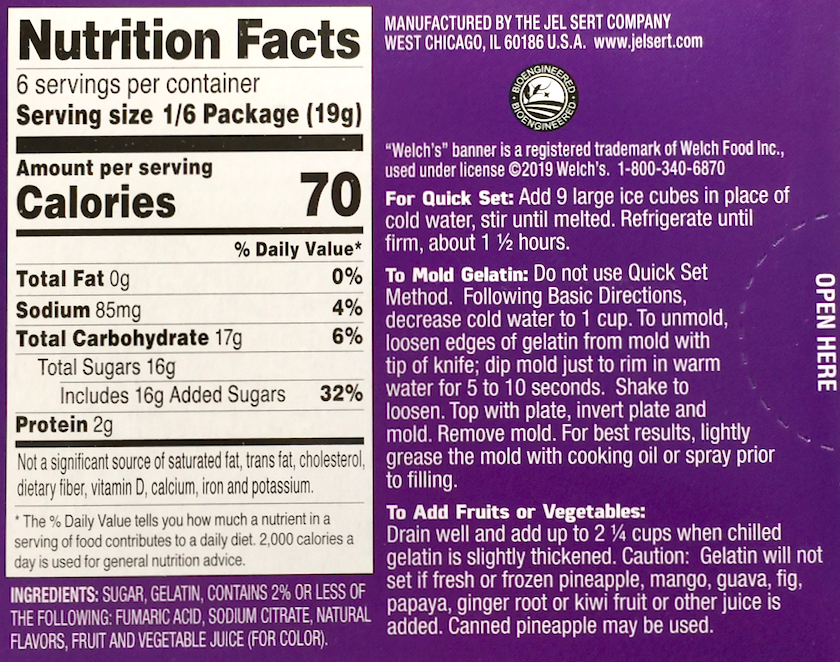 Nutrition Facts
6 servings per container
Serving size 1/6 Package (19g)
Amount per serving
Calories 70
% Daily Value*
Total Fat 0g 0%
Sodium 85mg 4%
Total Carbohydrate 17g 6%
Total Sugars 16g
Includes 16g Added Sugars 32%
Protein 2g
Not a significant source of saturated fat, trans fat, cholesterol,
dietary fiber, vitamin D, calcium, iron and potassium.
* The % Daily Value tells you how much a nutrient in a
serving of food contributes to a daily diet. 2,000 calories a
day is used for general nutrition advice.
INGREDIENTS: SUGAR, GELATIN, CONTAINS 2% OR LESS OF
THE FOLLOWING: FUMARIC ACID, SODIUM CITRATE, NATURAL
FLAVORS, FRUIT AND VEGETABLE JUICE (FOR COLOR).
MANUFACTURED BY THE JEL SERT COMPANY
WEST CHICAGO, IL 60186 U.S.A. www.jelsert.com
BIOENGINEERED
BIOENGINEERED
“Welch’s” banner is a registered trademark of Welch Food Inc.,
used under license ©2019 Welch’s. 1-800-340-6870
For Quick Set: Add 9 large ice cubes in place of
cold water, stir until melted. Refrigerate until
firm, about 1 ½ hours.
To Mold Gelatin: Do not use Quick Set
Method. Following Basic Directions,
decrease cold water to 1 cup. To unmold,
loosen edges of gelatin from mold with
tip of knife; dip mold just to rim in warm
water for 5 to 10 seconds. Shake to
loosen. Top with plate, invert plate and
mold. Remove mold. For best results, lightly
grease the mold with cooking oil or spray prior
to filling.
To Add Fruits or Vegetables:
Drain well and add up to 2 ¼ cups when chilled
gelatin is slightly thickened. Caution: Gelatin will not
set if fresh or frozen pineapple, mango, guava, fig,
papaya, ginger root or kiwi fruit or other juice is
added. Canned pineapple may be used.
OPEN HERE